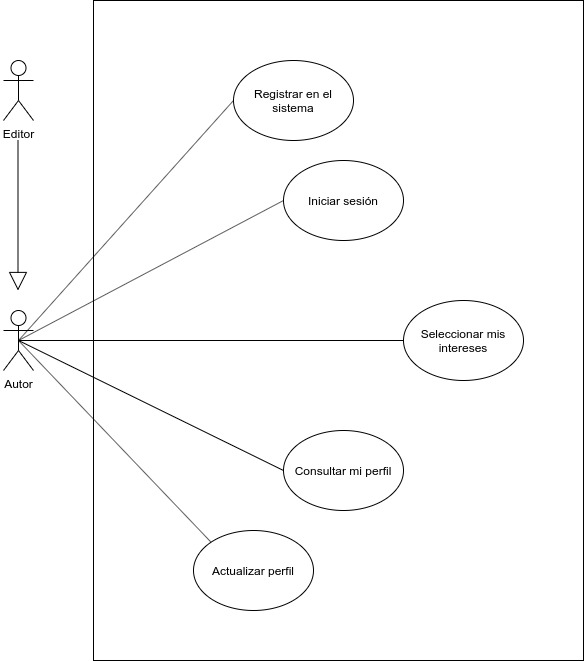 Editor
Registrar en el
sistema
Iniciar sesión
Autor
Seleccionar mis
intereses
Consultar mi perfil
Actualizar perfil